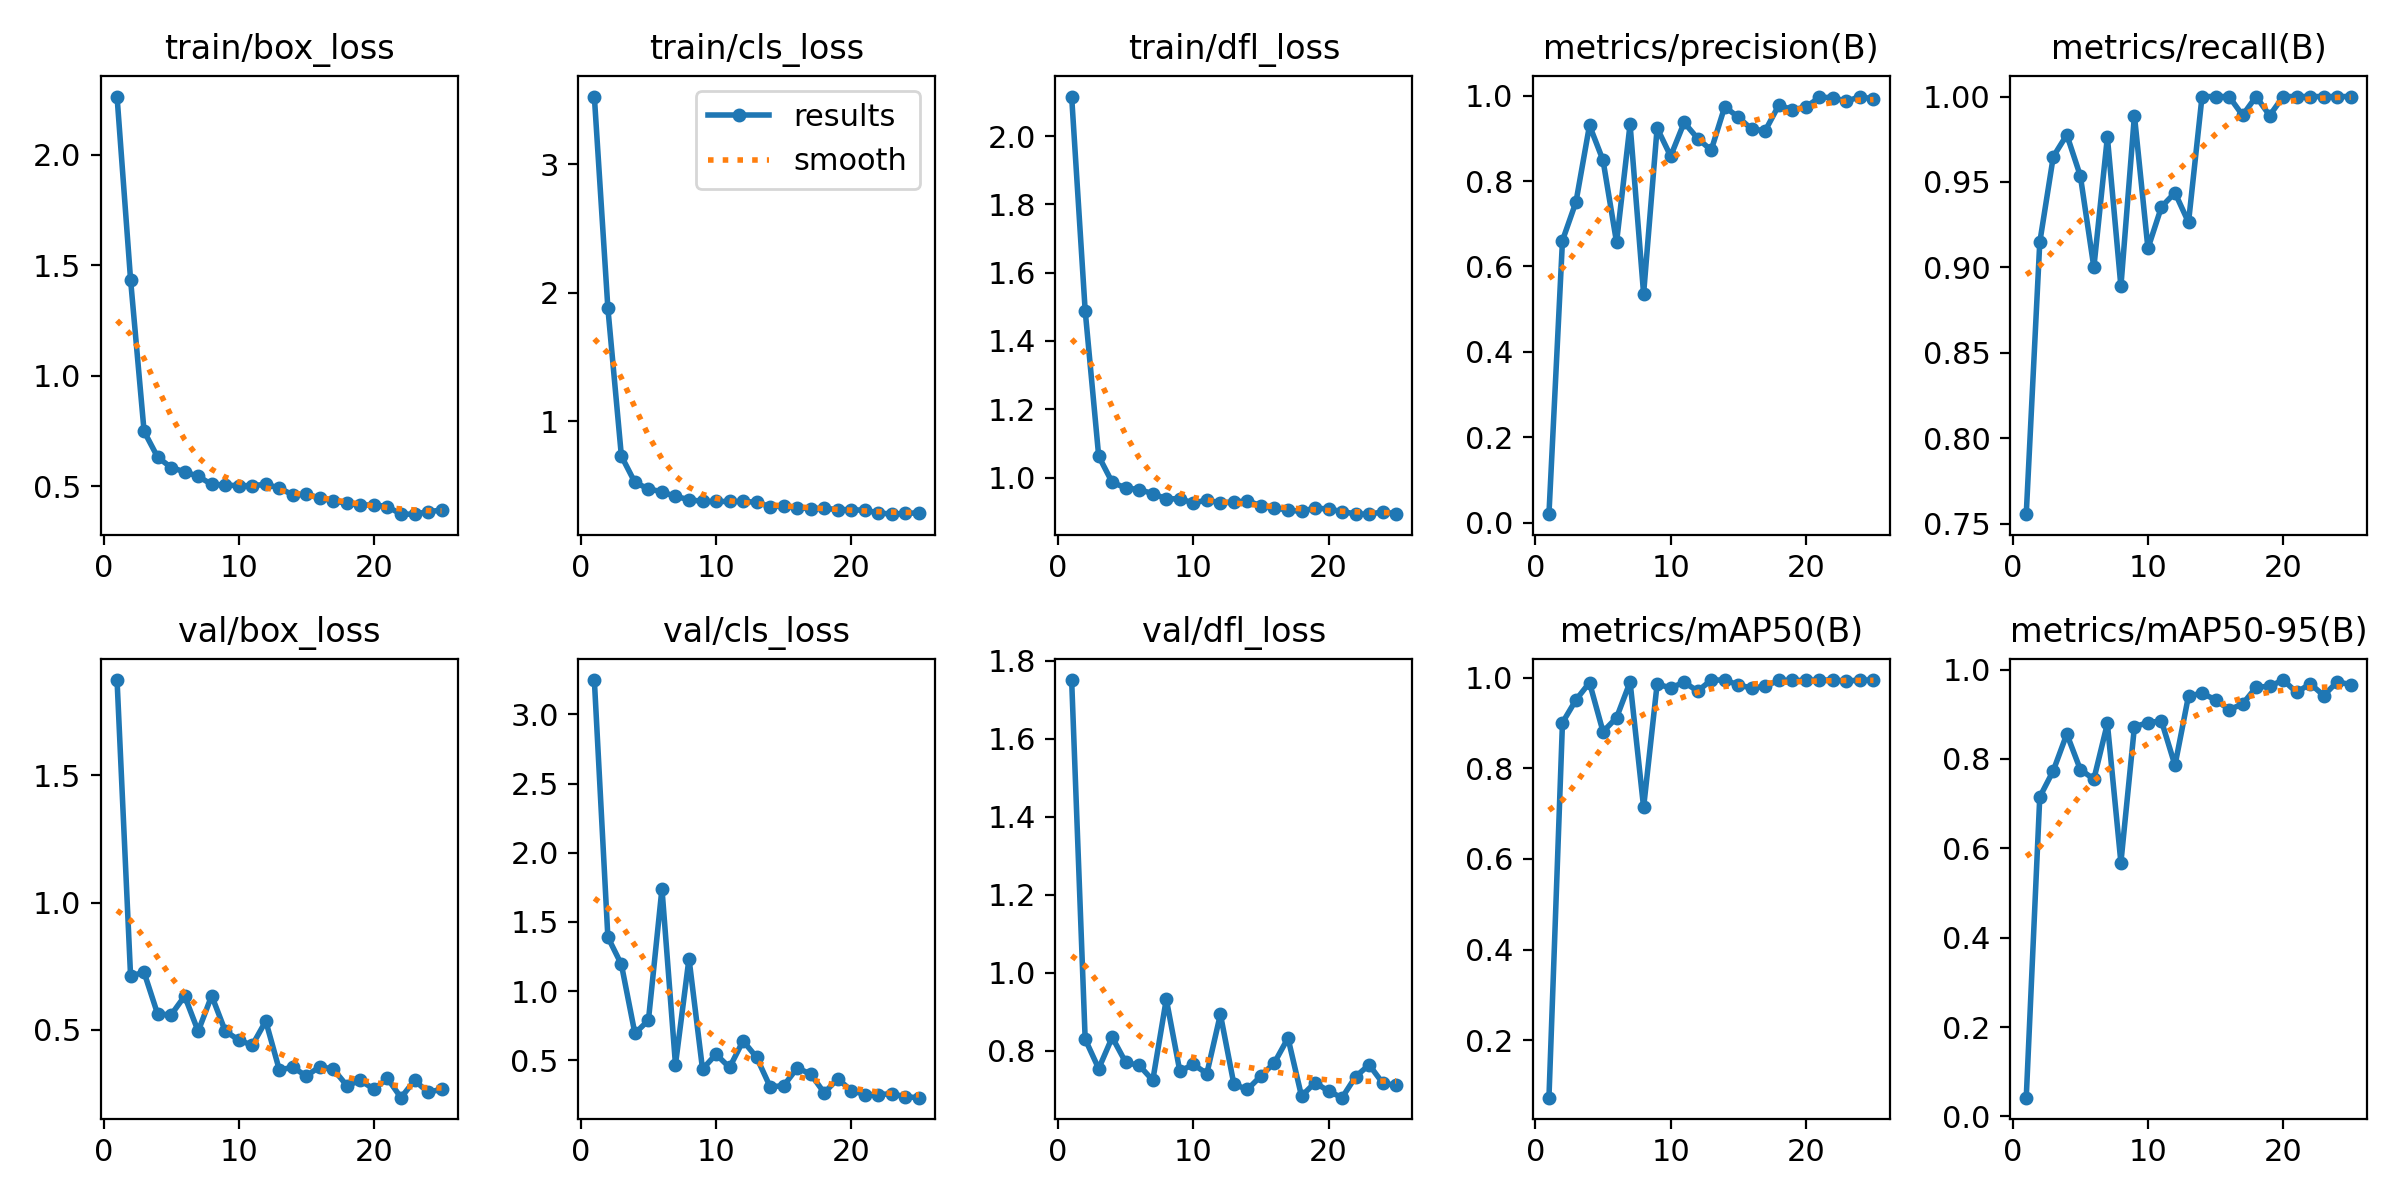 train/box_loss
2.0
1.5
1.0
0.5
0 10 20
train/cls_loss
results
smooth
3
2
1
0 10 20
train/dfl_loss
2.0
1.8
1.6
1.4
1.2
1.0
0 10 20
metrics/precision(B)
1.0
0.8
0.6
0.4
0.2
0.0
0 10 20
metrics/recall(B)
1.00
0.95
0.90
0.85
0.80
0.75
0 10 20
val/box_loss
1.5
1.0
0.5
0 10 20
val/cls_loss
3.0
2.5
2.0
1.5
1.0
0.5
0 10 20
val/dfl_loss
1.8
1.6
1.4
1.2
1.0
0.8
0 10 20
metrics/mAP50(B)
1.0
0.8
0.6
0.4
0.2
0 10 20
metrics/mAP50-95(B)
1.0
0.8
0.6
0.4
0.2
0.0
0 10 20